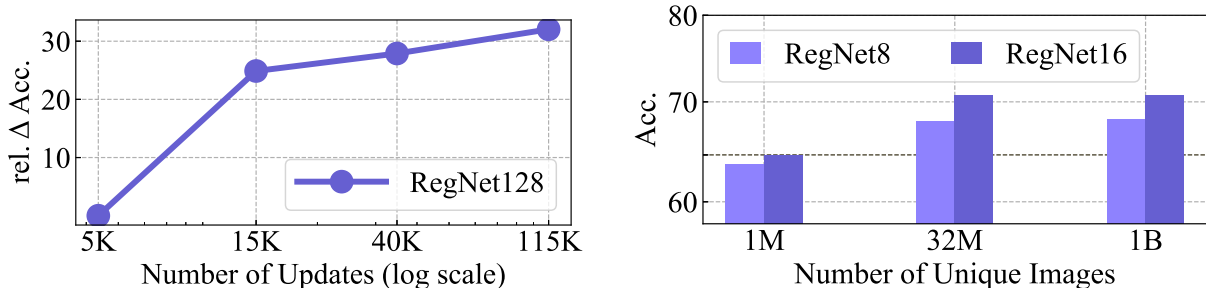 rel. Δ Acc.
30
20
10
RegNet128
5K
15K
40K
115K
Number of Updates (log scale)
Acc.
80
70
60
RegNet8
RegNet16
1M
32M
1B
Number of Unique Images